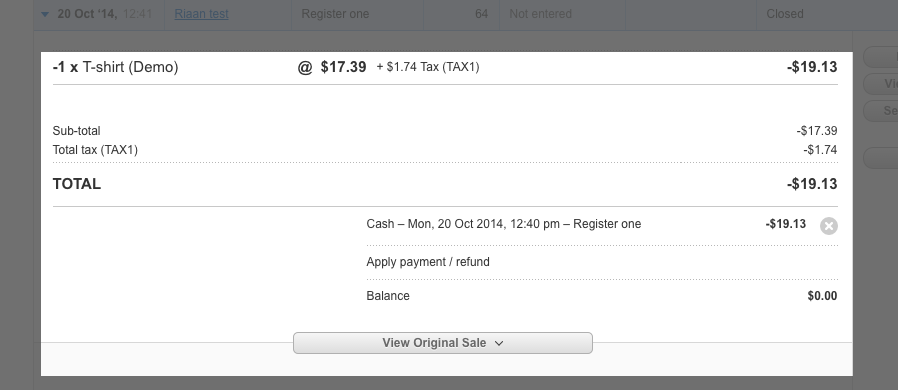 20 Oct '14, 12:41 Riaan test Register one 64 Not entered Closed
-1 x T-shirt (Demo) @ $17.39 + $1.74 Tax (TAX1) -$19.13
Sub-total -$17.39
Total tax (TAX1) -$1.74
TOTAL -$19.13
Cash – Mon, 20 Oct 2014, 12:40 pm – Register one -$19.13
Apply payment / refund
Balance $0.00
View Original Sale